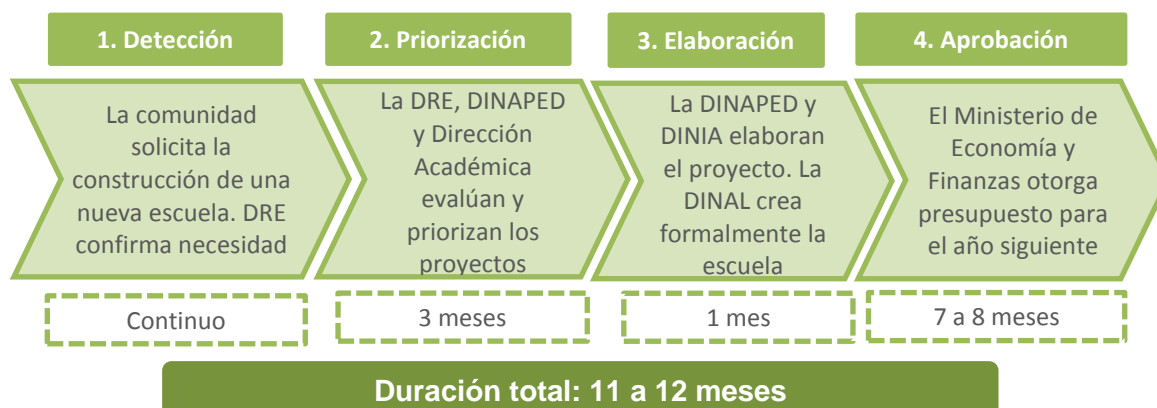 1. Detección
2. Priorización
3. Elaboración
4. Aprobación
La comunidad
solicita la
construcción de una
nueva escuela. DRE
confirma necesidad
La DRE, DINAPED
y Dirección
Académica
evalúan y
priorizan los
proyectos
La DINAPED y
DINIA elaboran
el proyecto. La
DINAL crea
formalmente la
escuela
El Ministerio de
Economía y
Finanzas otorga
presupuesto para
el año siguiente
Continuo
3 meses
1 mes
7 a 8 meses
Duración total: 11 a 12 meses